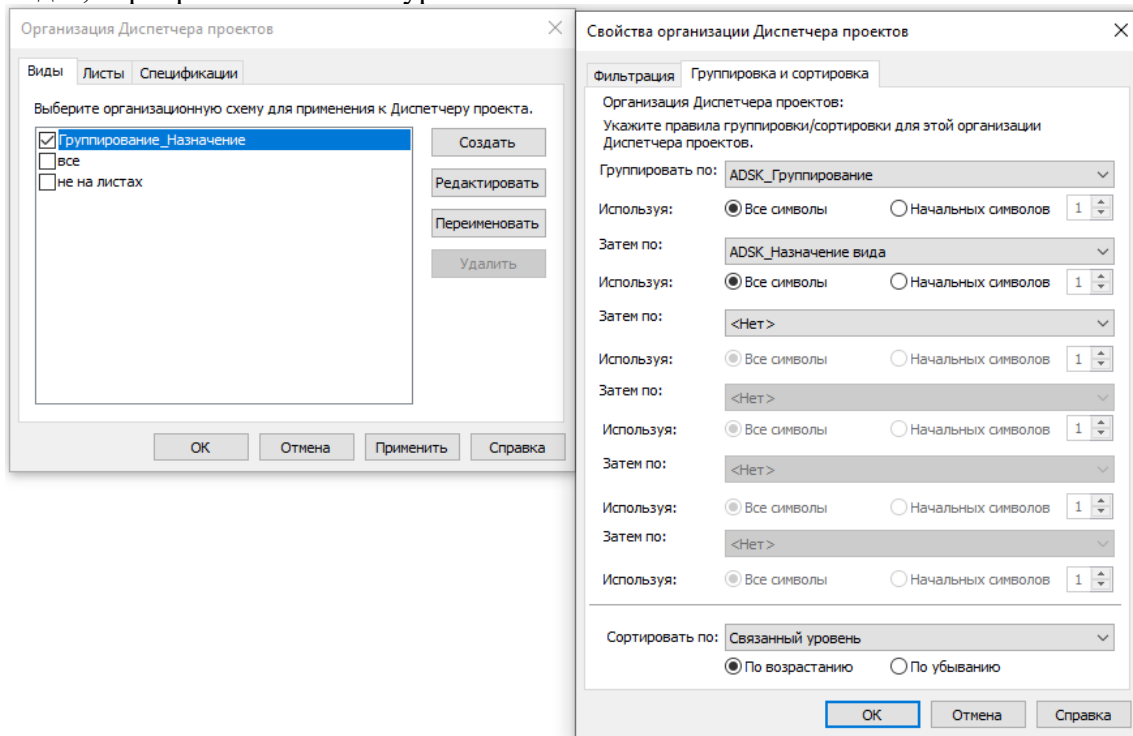 Организация Диспетчера проектов
Виды Листы Спецификации
Выберите организационную схему для применения к Диспетчеру проекта.
Группирование_Назначение
все
не на листах
Создать
Редактировать
Переименовать
Удалить
ОК Отмена Применить Справка
Свойства организации Диспетчера проектов
Фильтрация Группировка и сортировка
Организация Диспетчера проектов:
Укажите правила группировки/сортировки для этой организации
Диспетчера проектов.
Группировать по: ADSK_Группирование
Используя: Все символы Начальных символов 1
Затем по: ADSK_Назначение вида
Используя: Все символы Начальных символов 1
Затем по: <Нет>
Используя: Все символы Начальных символов 1
Затем по: <Нет>
Используя: Все символы Начальных символов 1
Затем по: <Нет>
Используя: Все символы Начальных символов 1
Затем по: <Нет>
Используя: Все символы Начальных символов 1
Сортировать по: Связанный уровень
По возрастанию По убыванию
ОК Отмена Справка